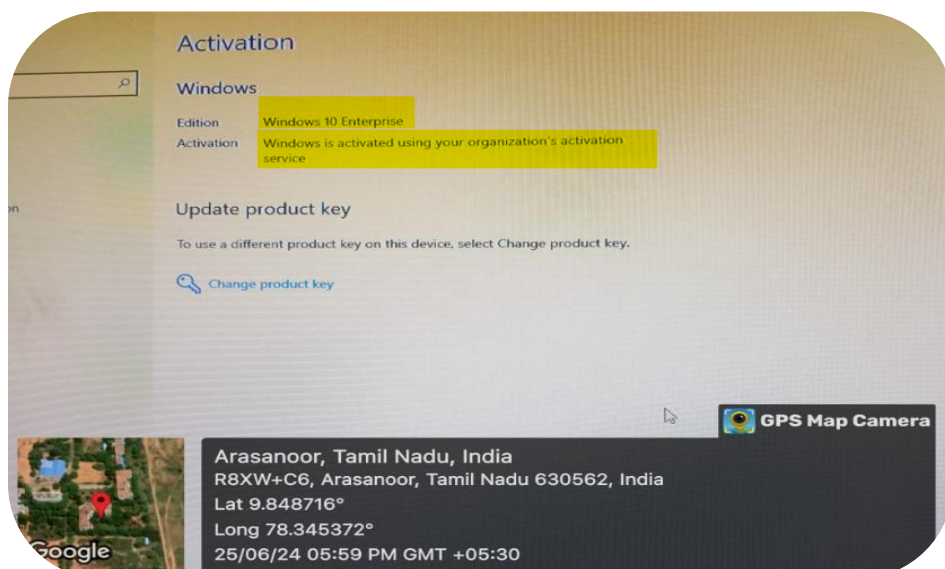 Activation
Windows
Edition Windows 10 Enterprise
Activation Windows is activated using your organization's activation
service
on
Update product key
To use a different product key on this device, select Change product key.
Change product key
GPS Map Camera
Arasanoor, Tamil Nadu, India
R8XW+C6, Arasanoor, Tamil Nadu 630562, India
Lat 9.848716°
Long 78.345372°
25/06/24 05:59 PM GMT +05:30
Google